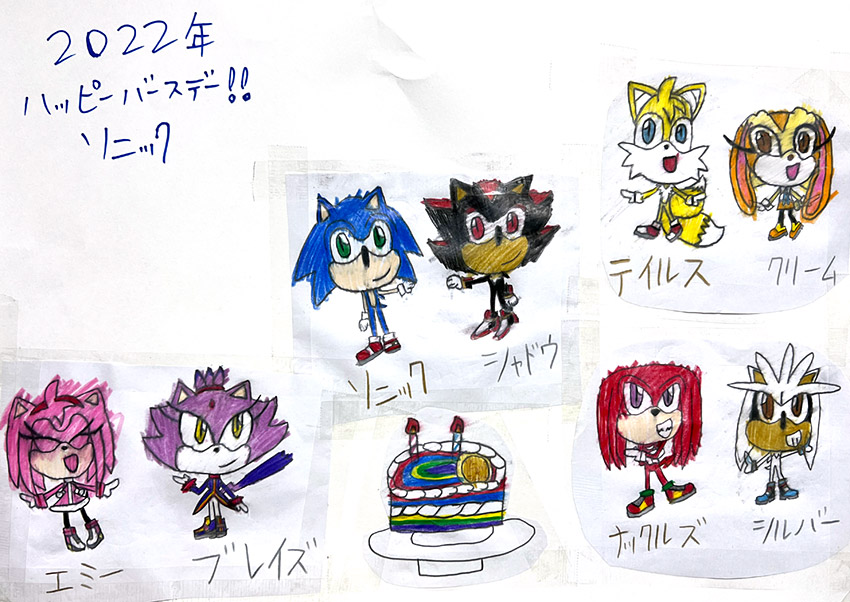 2022年
ハッピーバースデー!!
ソニック
テイルス
クリーム
ソニック
シャドウ
ナックルズ
シルバー
エミー
ブレイズ